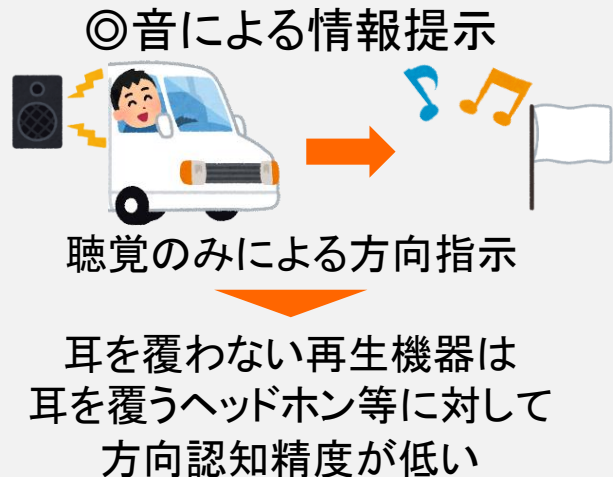 ◎音による情報提示
聴覚のみによる方向指示
耳を覆わない再生機器は
耳を覆うヘッドホン等に対して
方向認知精度が低い